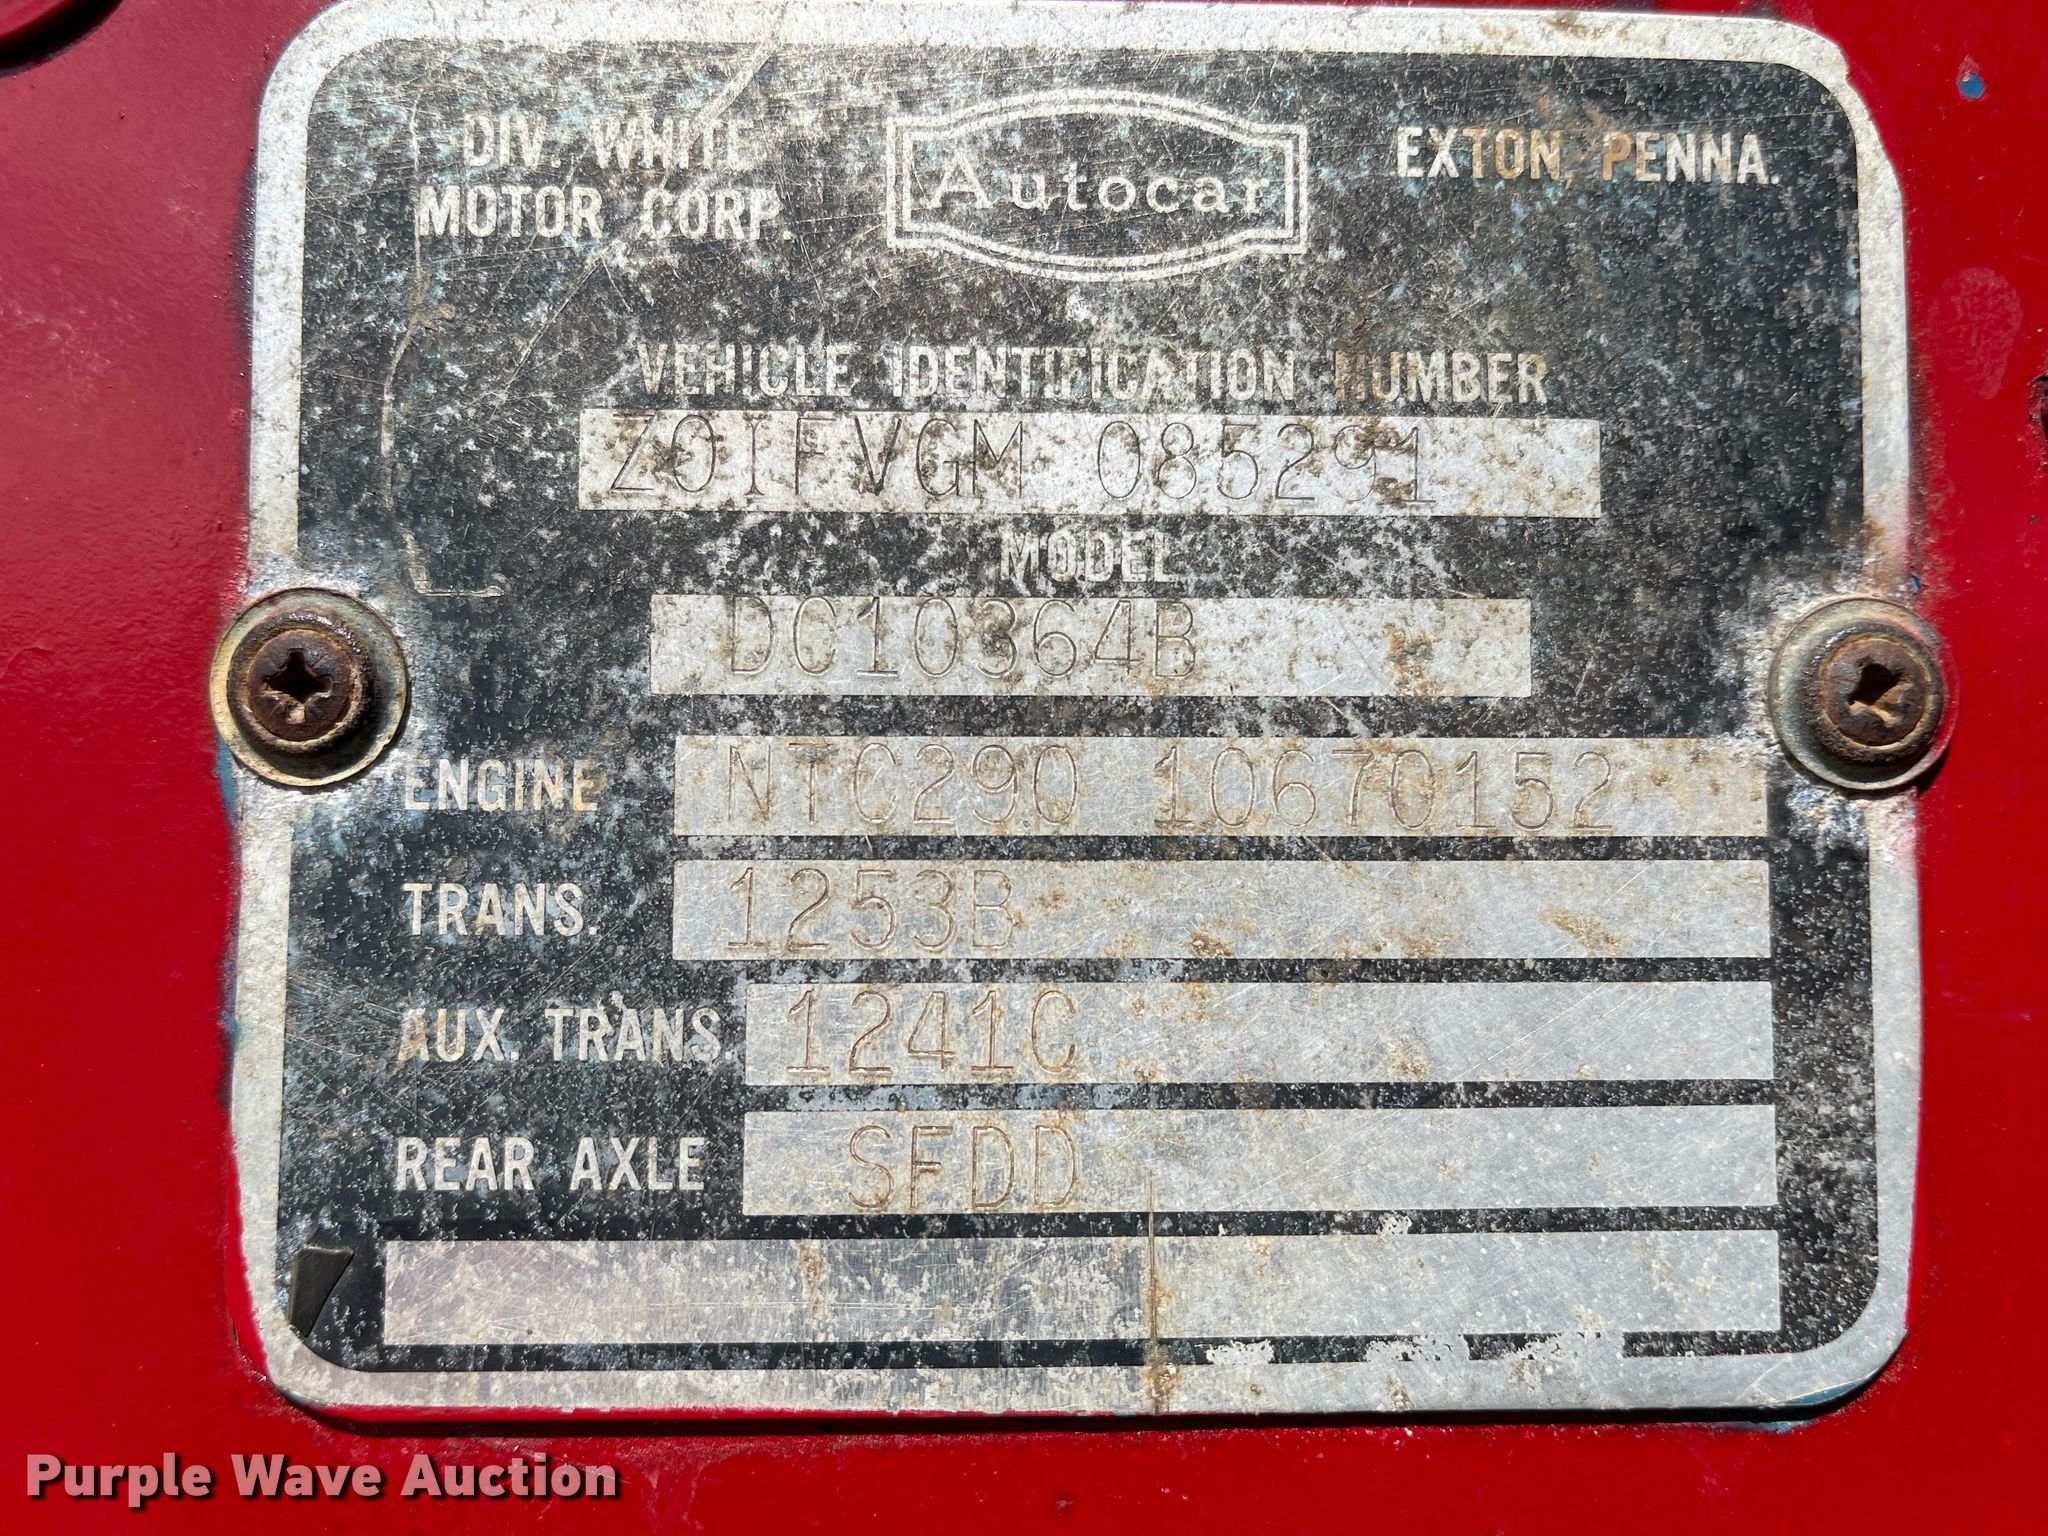 DIV. WHITE
MOTOR CORP.
Autocar
EXTON, PENNA.
VEHICLE IDENTIFICATION NUMBER
ZOIFVGM 085291
MODEL
DC10364B
ENGINE NTC290 10670152
TRANS. 1253B
AUX. TRANS. 1241C
REAR AXLE SFDD
Purple Wave Auction